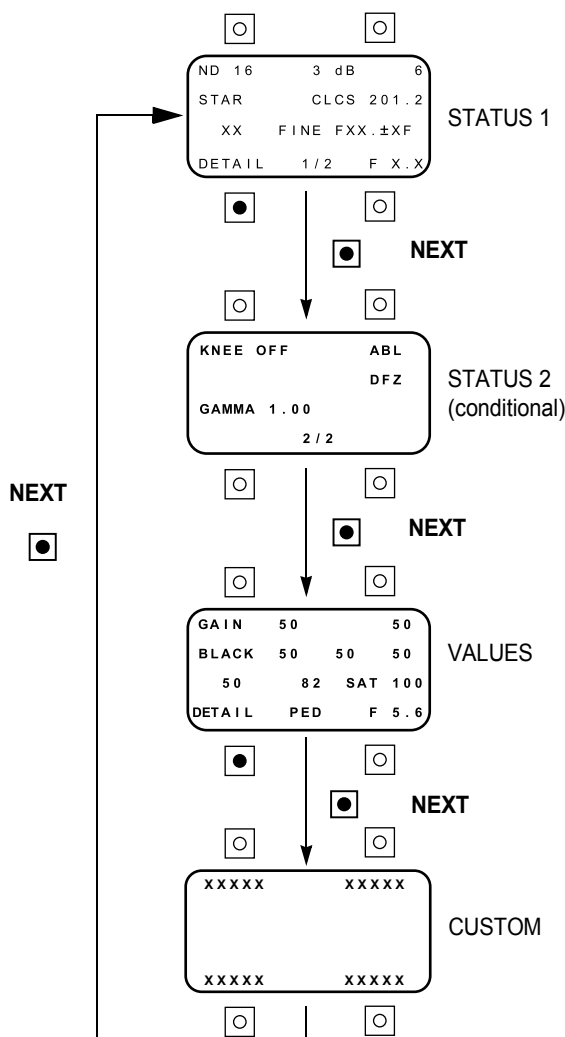 ND 16 3 dB 6
STAR CLCS 201.2
XX FINE FXX.±XF
DETAIL 1/2 F X.X
STATUS 1
NEXT
KNEE OFF ABL
DFZ
GAMMA 1.00
2/2
STATUS 2
(conditional)
NEXT
NEXT
GAIN 50 50
BLACK 50 50 50
50 82 SAT 100
DETAIL PED F 5.6
VALUES
NEXT
XXXXX XXXXX
CUSTOM
XXXXX XXXXX